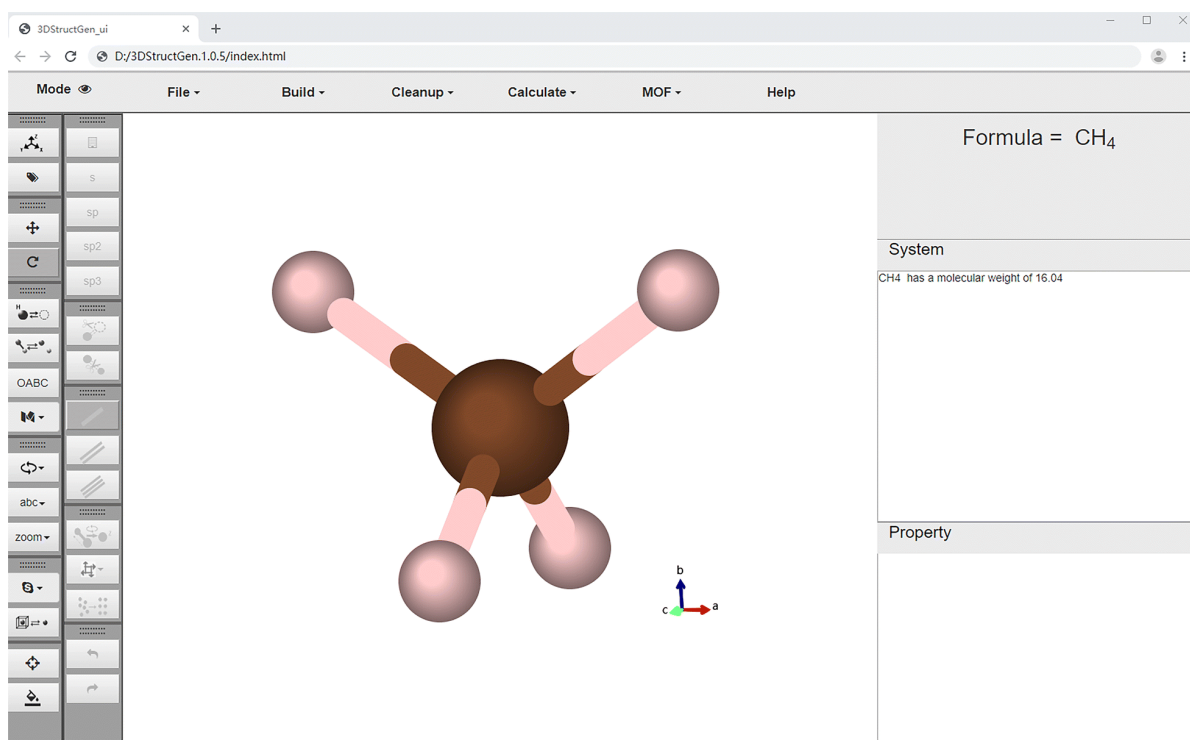 3DStructGen_ui
D:/3DStructGen.1.0.5/index.html
Mode File Build Cleanup Calculate MOF Help
Formula = CH4
s
sp
sp2
sp3
H
OABC
M
abc
zoom
S
System
CH4 has a molecular weight of 16.04
Property
b
c a